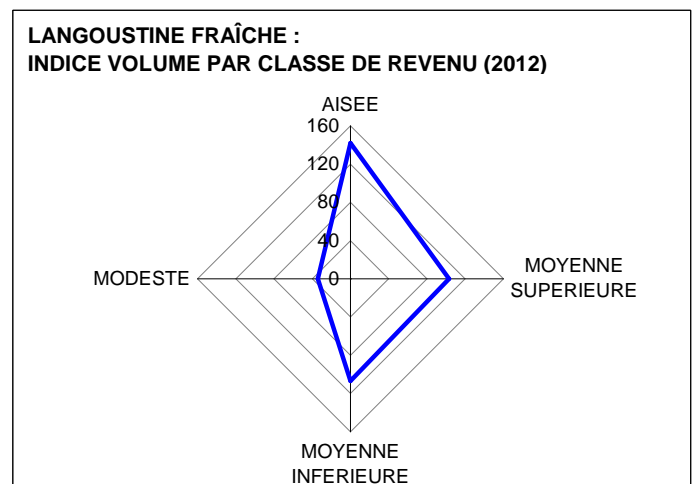 LANGOUSTINE FRAÎCHE :
INDICE VOLUME PAR CLASSE DE REVENU (2012)
AISEE
160
120
80
40
0
MODESTE
MOYENNE
SUPERIEURE
MOYENNE
INFERIEURE